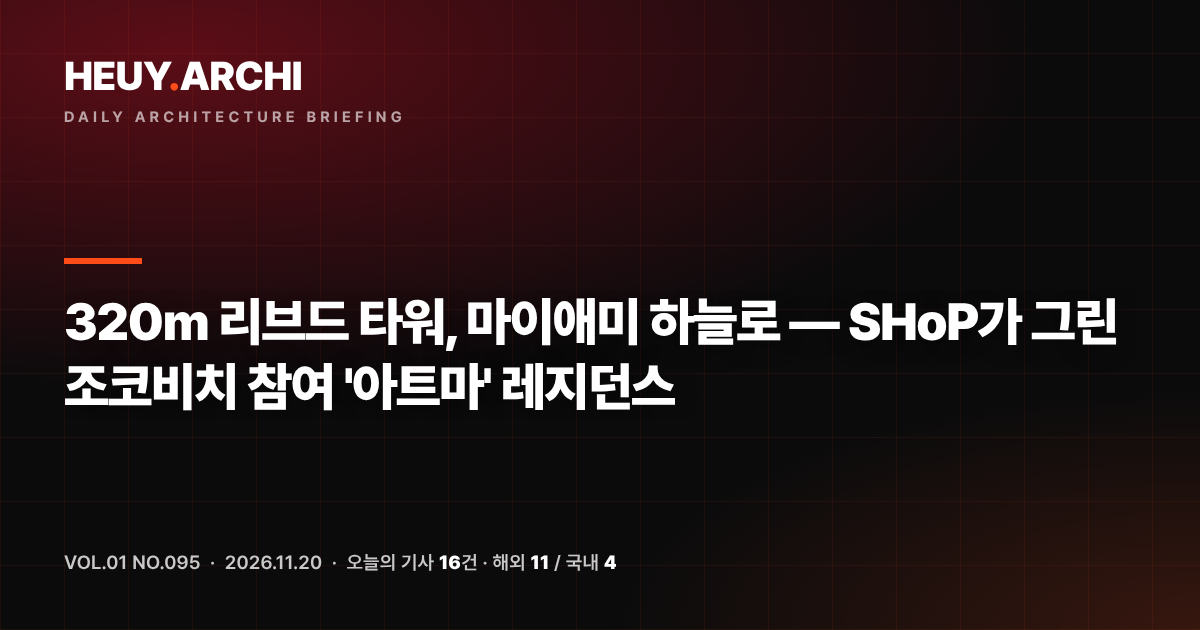 HEUY.ARCHI
DAILY ARCHITECTURE BRIEFING
320m 리브드 타워, 마이애미 하늘로 — SHoP가 그린
조코비치 참여 '아트마' 레지던스
VOL.01 NO.095 · 2026.11.20 · 오늘의 기사 16건 · 해외 11 / 국내 4